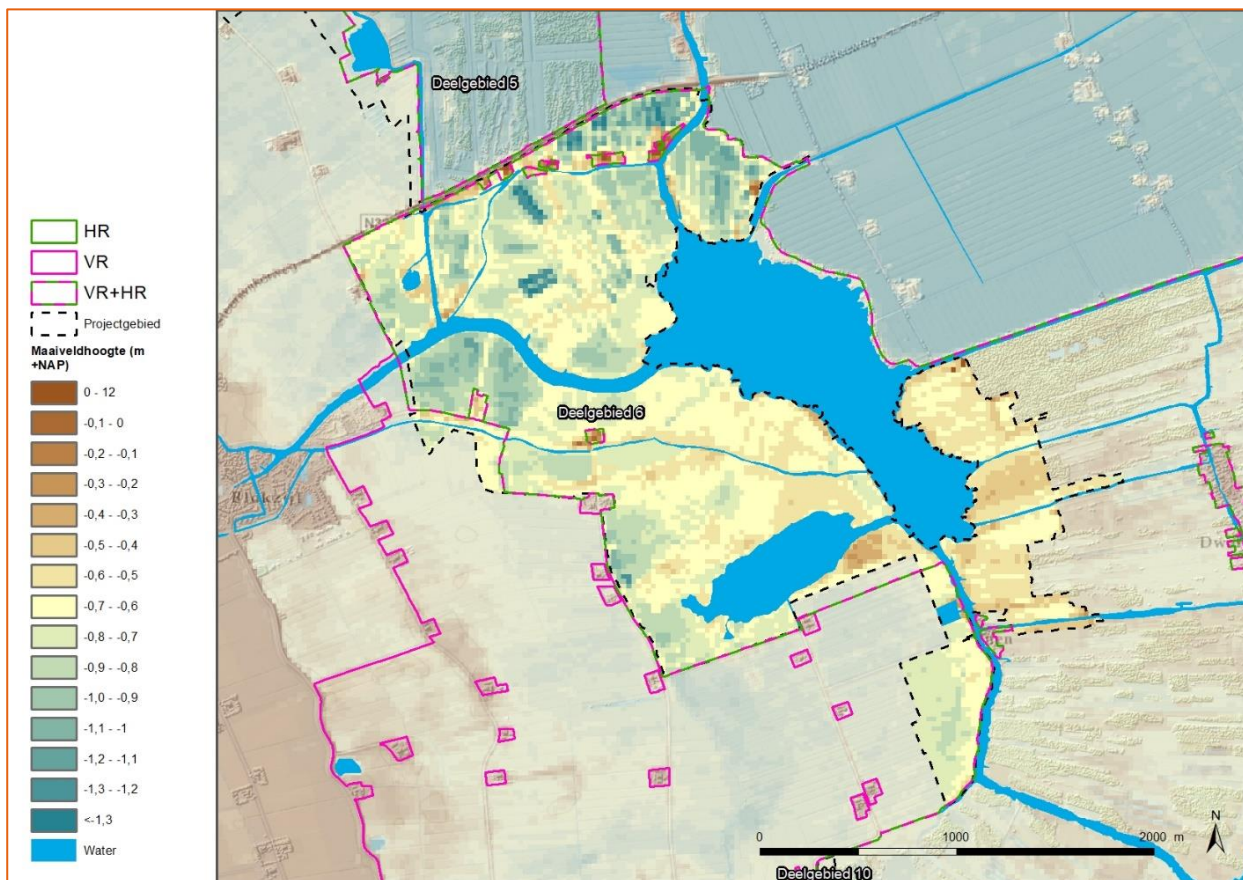 HR
VR
VR+HR
Projectgebied
Maaiveldhoogte (m
+NAP)
0 - 12
-0,1 - 0
-0,2 - -0,1
-0,3 - -0,2
-0,4 - -0,3
-0,5 - -0,4
-0,6 - -0,5
-0,7 - -0,6
-0,8 - -0,7
-0,9 - -0,8
-1,0 - -0,9
-1,1 - -1
-1,2 - -1,1
-1,3 - -1,2
<-1,3
Water
Deelgebied 5
Deelgebied 6
Deelgebied 10
0
1000
2000 m
N